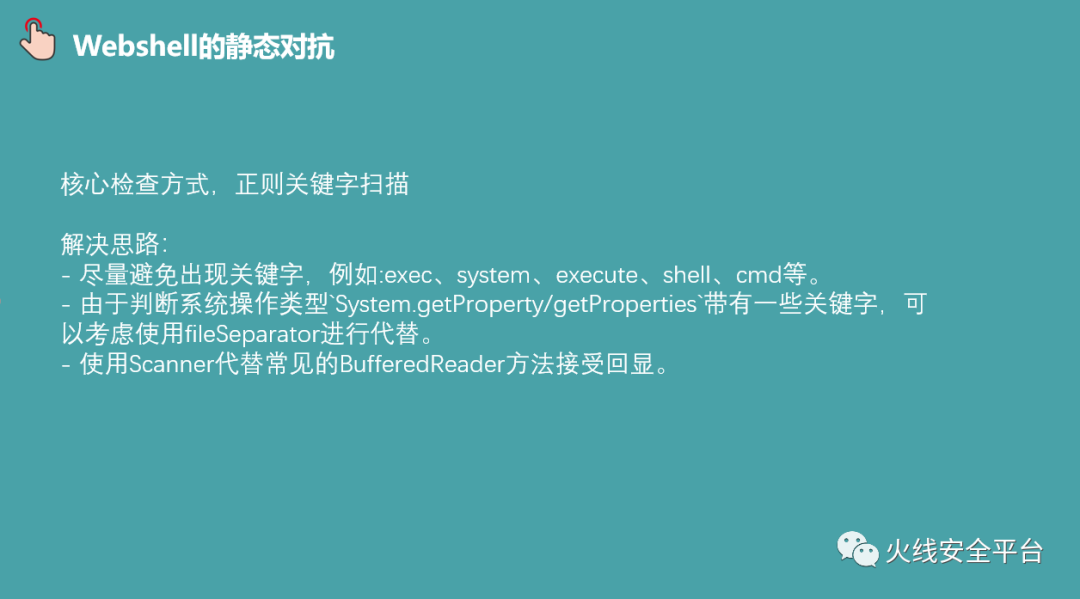 Webshell的静态对抗
核心检查方式，正则关键字扫描
解决思路：
- 尽量避免出现关键字，例如:exec、system、execute、shell、cmd等。
- 由于判断系统操作类型`System.getProperty/getProperties`带有一些关键字，可
以考虑使用fileSeparator进行代替。
- 使用Scanner代替常见的BufferedReader方法接受回显。
火线安全平台